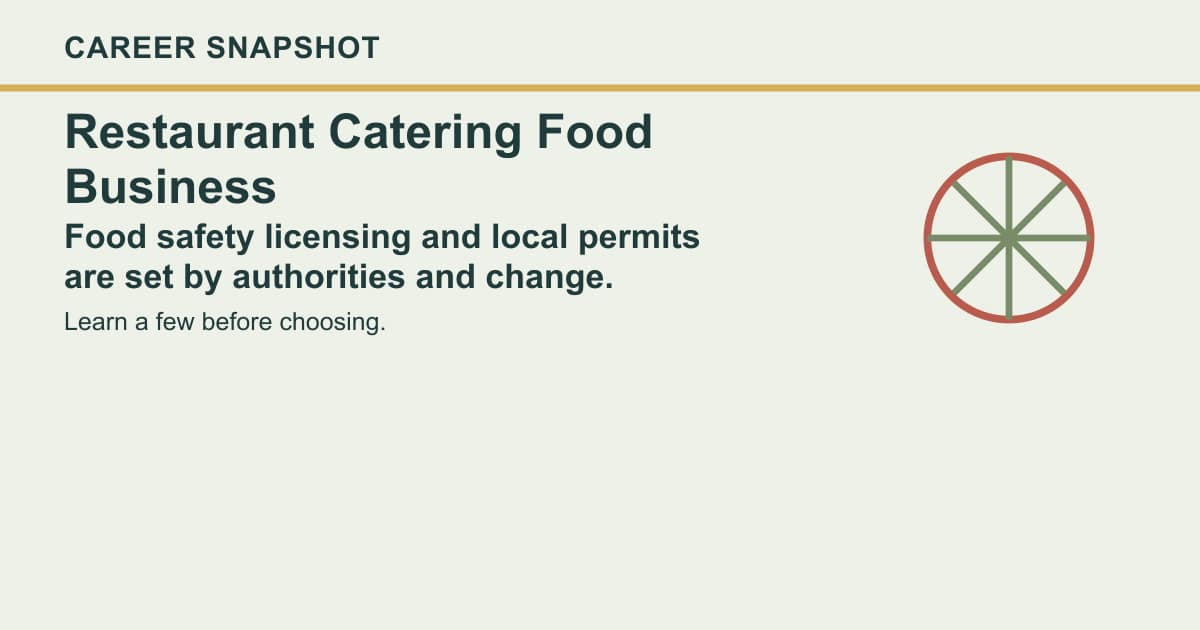 CAREER SNAPSHOT
Restaurant Catering Food
Business
Food safety licensing and local permits
are set by authorities and change.
Learn a few before choosing.